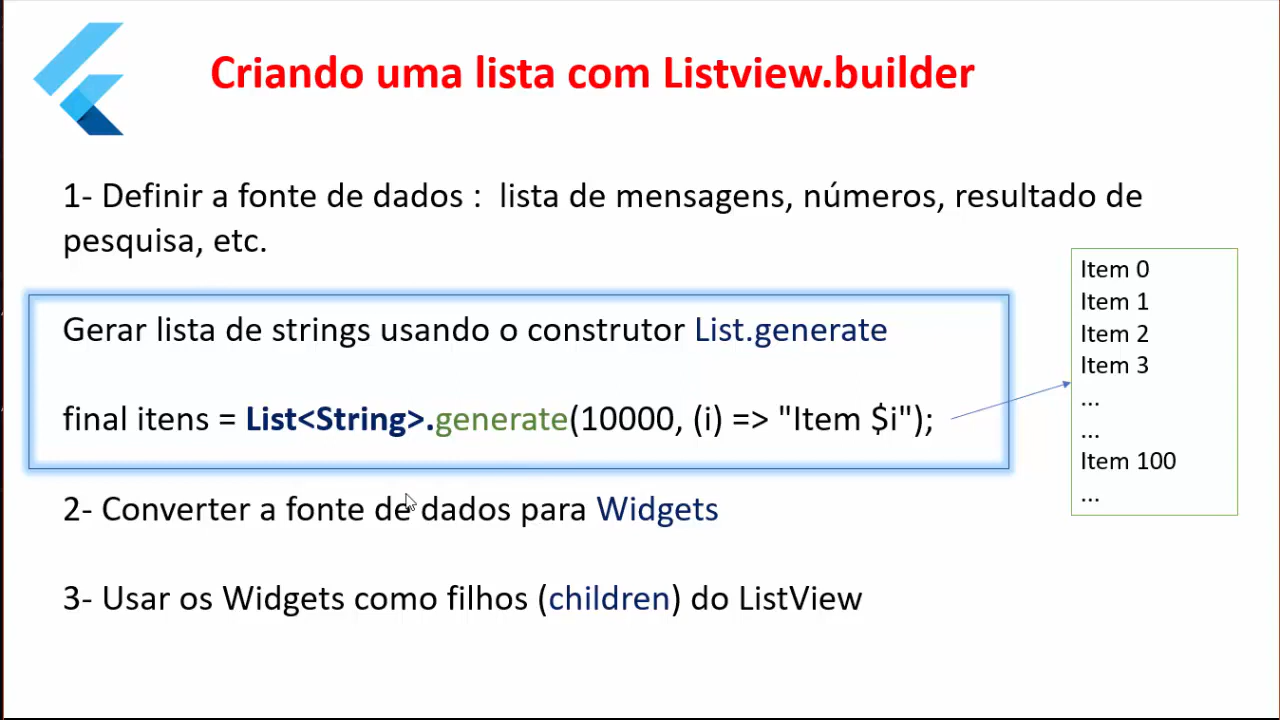 Criando uma lista com Listview.builder
1- Definir a fonte de dados :  lista de mensagens, números, resultado de
pesquisa, etc.
Gerar lista de strings usando o construtor List.generate
final itens = List<String>.generate(10000, (i) => "Item $i");
Item 0
Item 1
Item 2
Item 3
...
...
Item 100
...
2- Converter a fonte de dados para Widgets
3- Usar os Widgets como filhos (children) do ListView